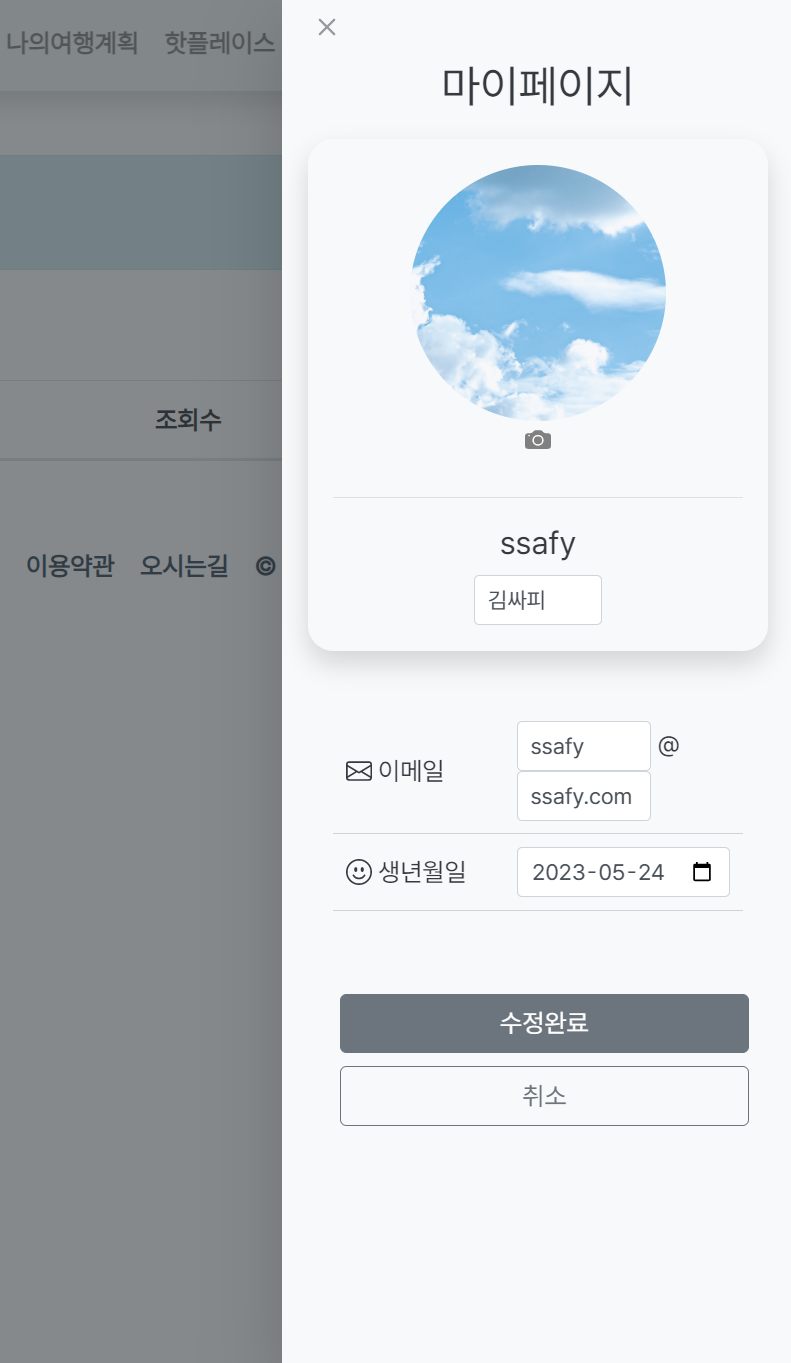 나의여행계획 핫플레이스
마이페이지
조회수
이용약관 오시는길 ©
ssafy
김싸피
이메일
ssafy @
ssafy.com
생년월일
2023-05-24
수정완료
취소